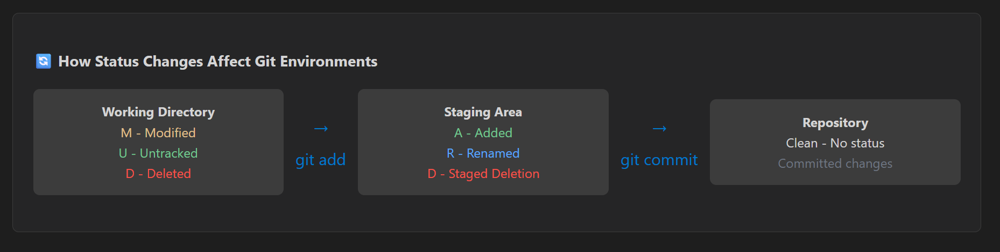 How Status Changes Affect Git Environments
Working Directory
M - Modified
U - Untracked
D - Deleted
→
git add
Staging Area
A - Added
R - Renamed
D - Staged Deletion
→
git commit
Repository
Clean - No status
Committed changes